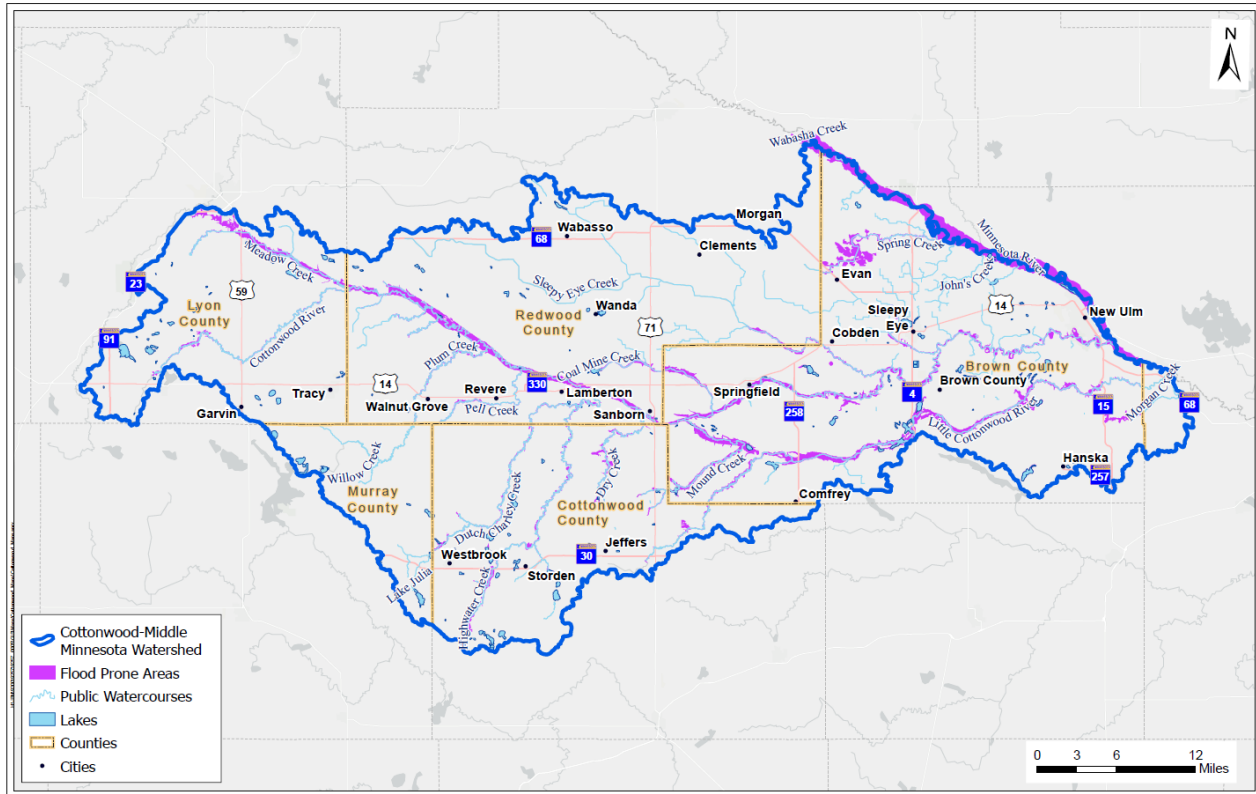 N
Wabasha Creek
Morgan
68
Wabasso
Clements
Spring Creek
Minnesota River
Meadow Creek
Evan
John's Creek
23
59
Lyon
County
Sleepy Eye Creek
Wanda
Redwood
County
71
Sleepy
Eye
14
New Ulm
91
Cottonwood River
Cobden
Plum Creek
Coal Mine Creek
Brown County
Tracy
14
Walnut Grove
Revere
330
Lamberton
Springfield
4
Brown County
Garvin
Pell Creek
Sanborn
258
Little Cottonwood River
15
Morgan Creek
68
Willow Creek
Murray
County
Dry Creek
Mound Creek
Hanska
257
Cottonwood
County
Comfrey
Dutch Charley Creek
Westbrook
30
Jeffers
Storden
Lake Julia
Highwater Creek
Cottonwood-Middle
Minnesota Watershed
Flood Prone Areas
Public Watercourses
Lakes
Counties
Cities
0 3 6 12
Miles